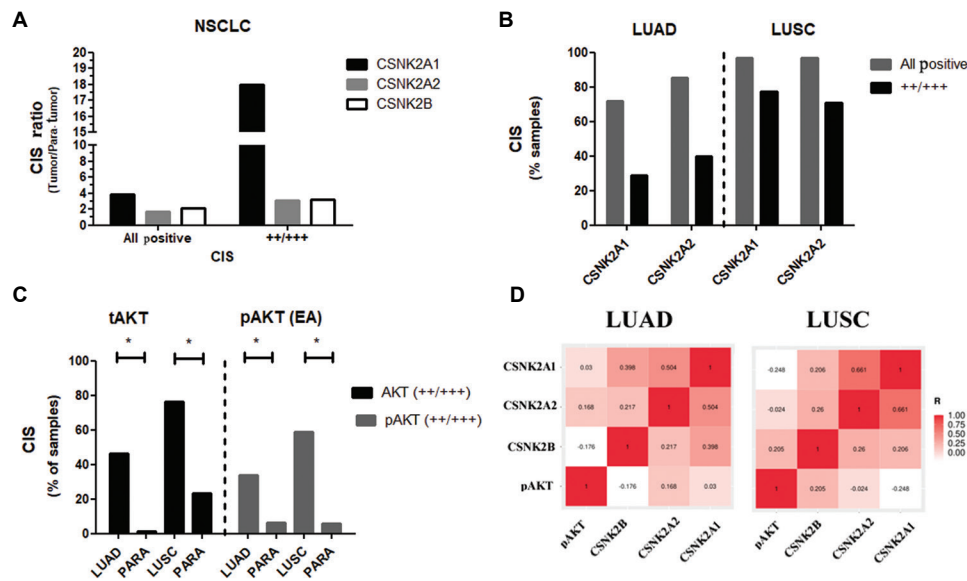 A
NSCLC
CIS ratio
(Tumor/Para- tumor)
20
19
18
17
16
15
10
8
6
4
2
0
CSNK2A1
CSNK2A2
CSNK2B
All positive
++/+++
CIS
B
LUAD
LUSC
CIS
(% samples)
100
80
60
40
20
0
All positive
++/+++
CSNK2A1
CSNK2A2
CSNK2A1
CSNK2A2
C
tAKT
pAKT (EA)
* * * *
CIS
(% of samples)
100
80
60
40
20
0
AKT (++/+++)
pAKT (++/+++)
LUAD
PARA
LUSC
PARA
LUAD
PARA
LUSC
PARA
D
LUAD
LUSC
CSNK2A1
0.03 0.398 0.504 1
-0.248 0.206 0.661 1
CSNK2A2
0.168 0.217 1 0.504
-0.024 0.26 1 0.661
CSNK2B
-0.176 1 0.217 0.398
0.205 1 0.26 0.206
pAKT
1 -0.176 0.168 0.03
1 0.205 -0.024 -0.248
R
1.00
0.75
0.50
0.25
0.00
pAKT
CSNK2B
CSNK2A2
CSNK2A1
pAKT
CSNK2B
CSNK2A2
CSNK2A1